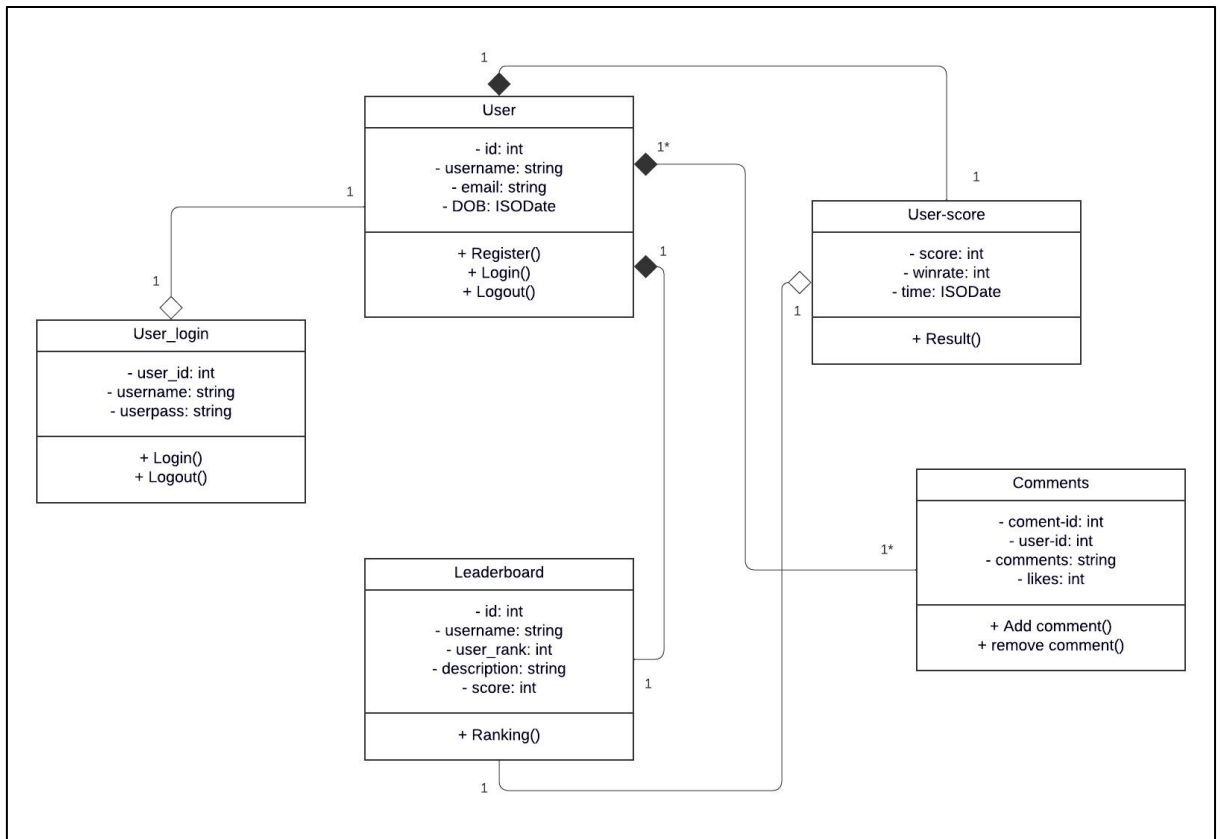 1
User
- id: int
- username: string
- email: string
- DOB: ISODate
+ Register()
+ Login()
+ Logout()
1*
1
1
1
User-score
- score: int
- winrate: int
- time: ISODate
+ Result()
1
1
User_login
- user_id: int
- username: string
- userpass: string
+ Login()
+ Logout()
Comments
- coment-id: int
- user-id: int
- comments: string
- likes: int
+ Add comment()
+ remove comment()
1*
Leaderboard
- id: int
- username: string
- user_rank: int
- description: string
- score: int
+ Ranking()
1
1